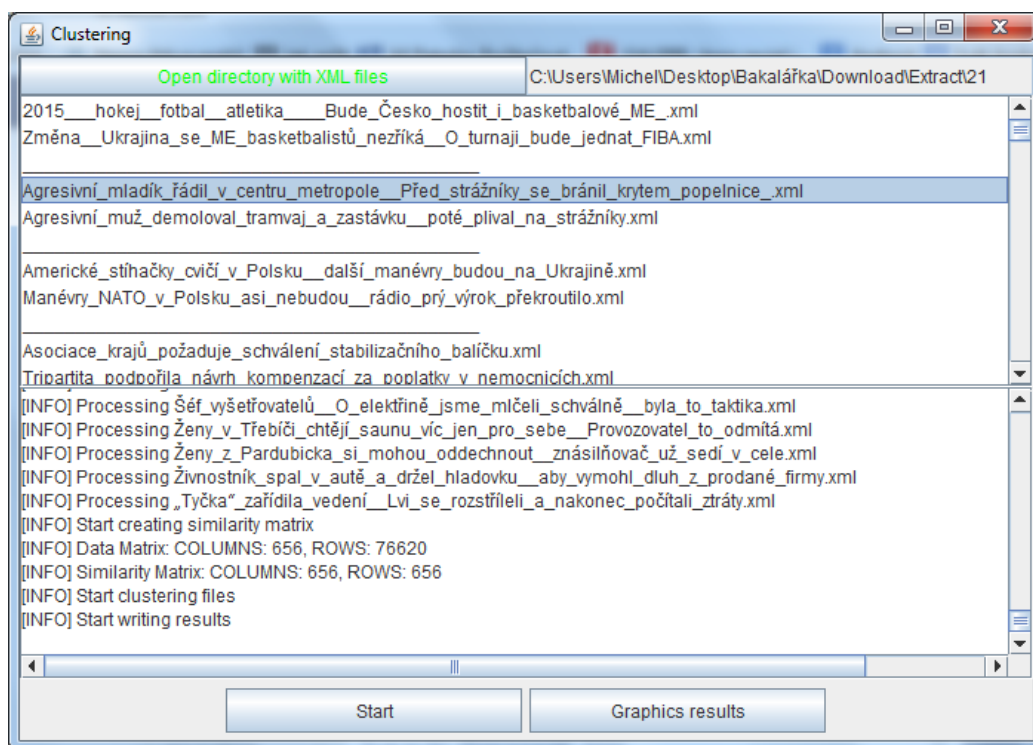 Clustering
Open directory with XML files
C:\Users\Michel\Desktop\Bakalářka\Download\Extract\21
2015___hokej__fotbal__atletika____Bude_Česko_hostit_i_basketbalové_ME_.xml
Změna__Ukrajina_se_ME_basketbalistů_nezříká__O_turnaji_bude_jednat_FIBA.xml
Agresivní_mladík_řádil_v_centru_metropole__Před_strážníky_se_bránil_krytem_popelnice_.xml
Agresivní_muž_demoloval_tramvaj_a_zastávku__poté_plival_na_strážníky.xml
Americké_stíhačky_cvičí_v_Polsku__další_manévry_budou_na_Ukrajině.xml
Manévry_NATO_v_Polsku_asi_nebudou__rádio_prý_výrok_překroutilo.xml
Asociace_krajů_požaduje_schválení_stabilizačního_balíčku.xml
Tripartita_podpořila_návrh_kompenzací_za_poplatky_v_nemocnicích.xml
[INFO] Processing Šéf_vyšetřovatelů__O_elektřině_jsme_mlčeli_schválně__byla_to_taktika.xml
[INFO] Processing Ženy_v_Třebíči_chtějí_saunu_víc_jen_pro_sebe__Provozovatel_to_odmítá.xml
[INFO] Processing Ženy_z_Pardubicka_si_mohou_oddechnout__znásilňovač_už_sedí_v_cele.xml
[INFO] Processing Živnostník_spal_v_autě_a_držel_hladovku__aby_vymohl_dluh_z_prodané_firmy.xml
[INFO] Processing „Tyčka“_zařídila_vedení__Lvi_se_rozstříleli_a_nakonec_počítali_ztráty.xml
[INFO] Start creating similarity matrix
[INFO] Data Matrix: COLUMNS: 656, ROWS: 76620
[INFO] Similarity Matrix: COLUMNS: 656, ROWS: 656
[INFO] Start clustering files
[INFO] Start writing results
Start
Graphics results